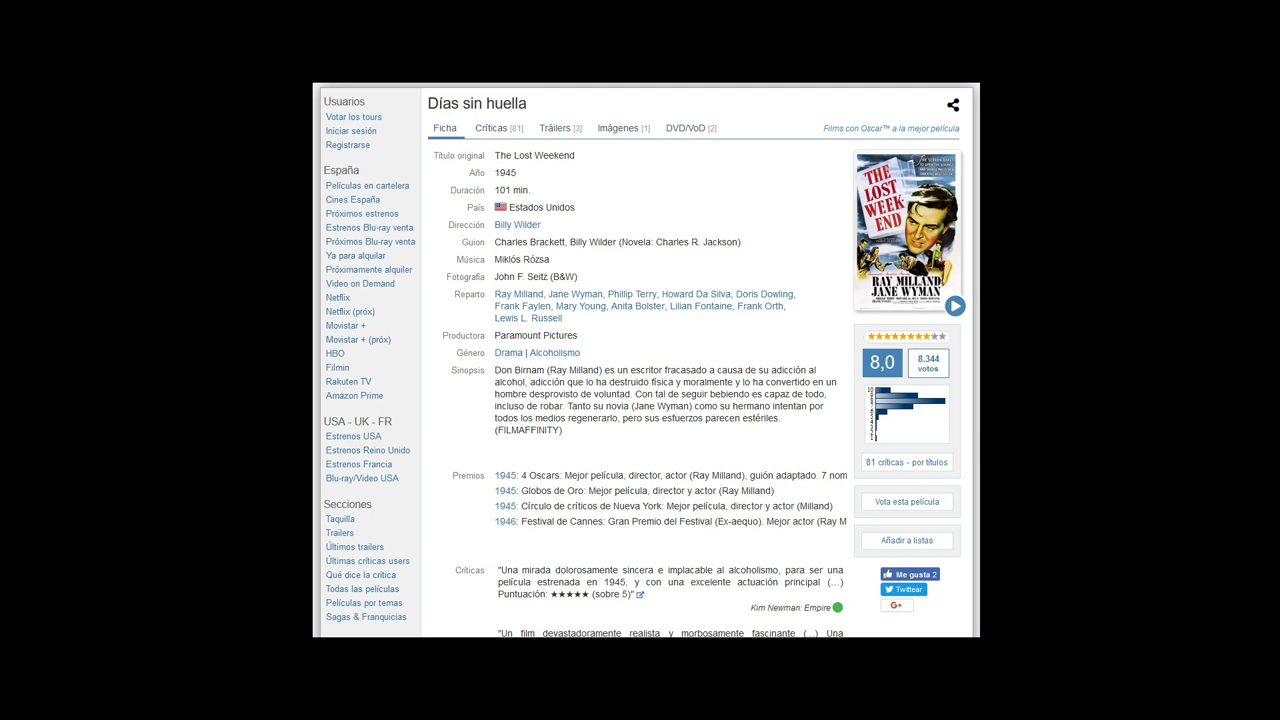 Usuarios
Votar los tours
Iniciar sesión
Registrarse
España
Películas en cartelera
Cines España
Próximos estrenos
Estrenos Blu-ray venta
Próximos Blu-ray venta
Ya para alquilar
Próximamente alquiler
Video on Demand
Netflix
Netflix (próx)
Movistar +
Movistar + (próx)
HBO
Filmin
Rakuten TV
Amazon Prime
USA - UK - FR
Estrenos USA
Estrenos Reino Unido
Estrenos Francia
Blu-ray/Video USA
Secciones
Taquilla
Trailers
Últimos trailers
Últimas críticas users
Qué dice la crítica
Todas las películas
Películas por temas
Sagas & Franquicias
Días sin huella
Ficha Críticas [81] Tráilers [3] Imágenes [1] DVD/VoD [2] Films con Oscar™ a la mejor película
Título original The Lost Weekend
Año 1945
Duración 101 min.
País Estados Unidos
Dirección Billy Wilder
Guion Charles Brackett, Billy Wilder (Novela: Charles R. Jackson)
Música Miklós Rózsa
Fotografía John F. Seitz (B&W)
Reparto Ray Milland, Jane Wyman, Phillip Terry, Howard Da Silva, Doris Dowling,
Frank Faylen, Mary Young, Anita Bolster, Lilian Fontaine, Frank Orth,
Lewis L. Russell
Productora Paramount Pictures
Género Drama | Alcoholismo
Sinopsis Don Birnam (Ray Milland) es un escritor fracasado a causa de su adicción al
alcohol, adicción que lo ha destruido física y moralmente y lo ha convertido en un
hombre desprovisto de voluntad. Con tal de seguir bebiendo es capaz de todo,
incluso de robar. Tanto su novia (Jane Wyman) como su hermano intentan por
todos los medios regenerarlo, pero sus esfuerzos parecen estériles.
(FILMAFFINITY)
Premios 1945: 4 Oscars: Mejor película, director, actor (Ray Milland), guión adaptado. 7 nom
1945: Globos de Oro: Mejor película, director y actor (Ray Milland)
1945: Círculo de críticos de Nueva York: Mejor película, director y actor (Milland)
1946: Festival de Cannes: Gran Premio del Festival (Ex-aequo). Mejor actor (Ray M
Críticas "Una mirada dolorosamente sincera e implacable al alcoholismo, para ser una
película estrenada en 1945, y con una excelente actuación principal (...)
Puntuación: ★★★★★ (sobre 5)"
Kim Newman: Empire
"Un film devastadoramente realista y morbosamente fascinante (...) Una
THE
LOST
WEEK
END
RAY MILLAND
JANE WYMAN
8,0
8.344
votos
81 críticas - por títulos
Vota esta película
Añadir a listas
Me gusta 2
Twittear
G+